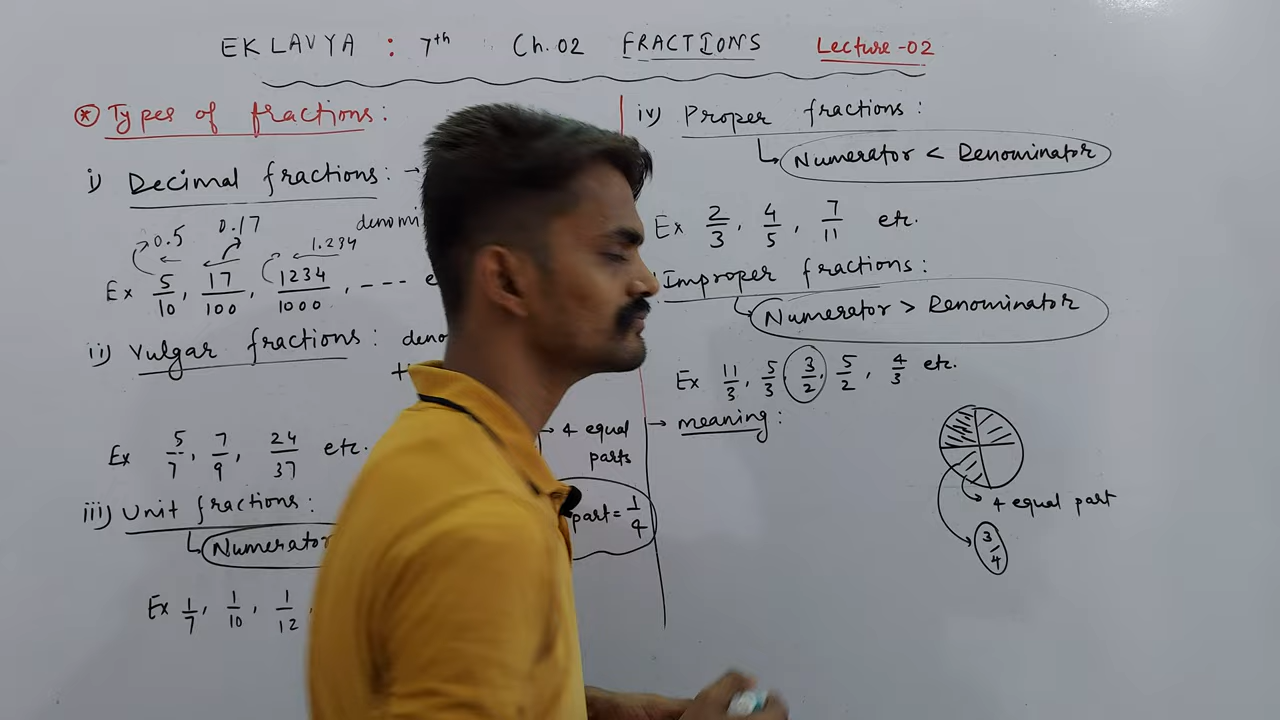 EKLAVYA : 7th Ch.02 FRACTIONS Lecture-02
* Types of fractions:
i) Decimal fractions: →
0.5 0.17 1.234
Ex 5/10, 17/100, 1234/1000, ---
ii) Vulgar fractions:
Ex 5/7, 7/9, 24/37 etc.
iii) Unit fractions:
Numerator
Ex 1/7, 1/10, 1/12
→ 4 equal
parts
part = 1/4
iv) Proper fractions:
Numerator < Denominator
Ex 2/3, 4/5, 7/11 etc.
Improper fractions:
Numerator > Denominator
Ex 11/3, 5/3, 3/2, 5/2, 4/3 etc.
→ meaning:
4 equal part
3/4